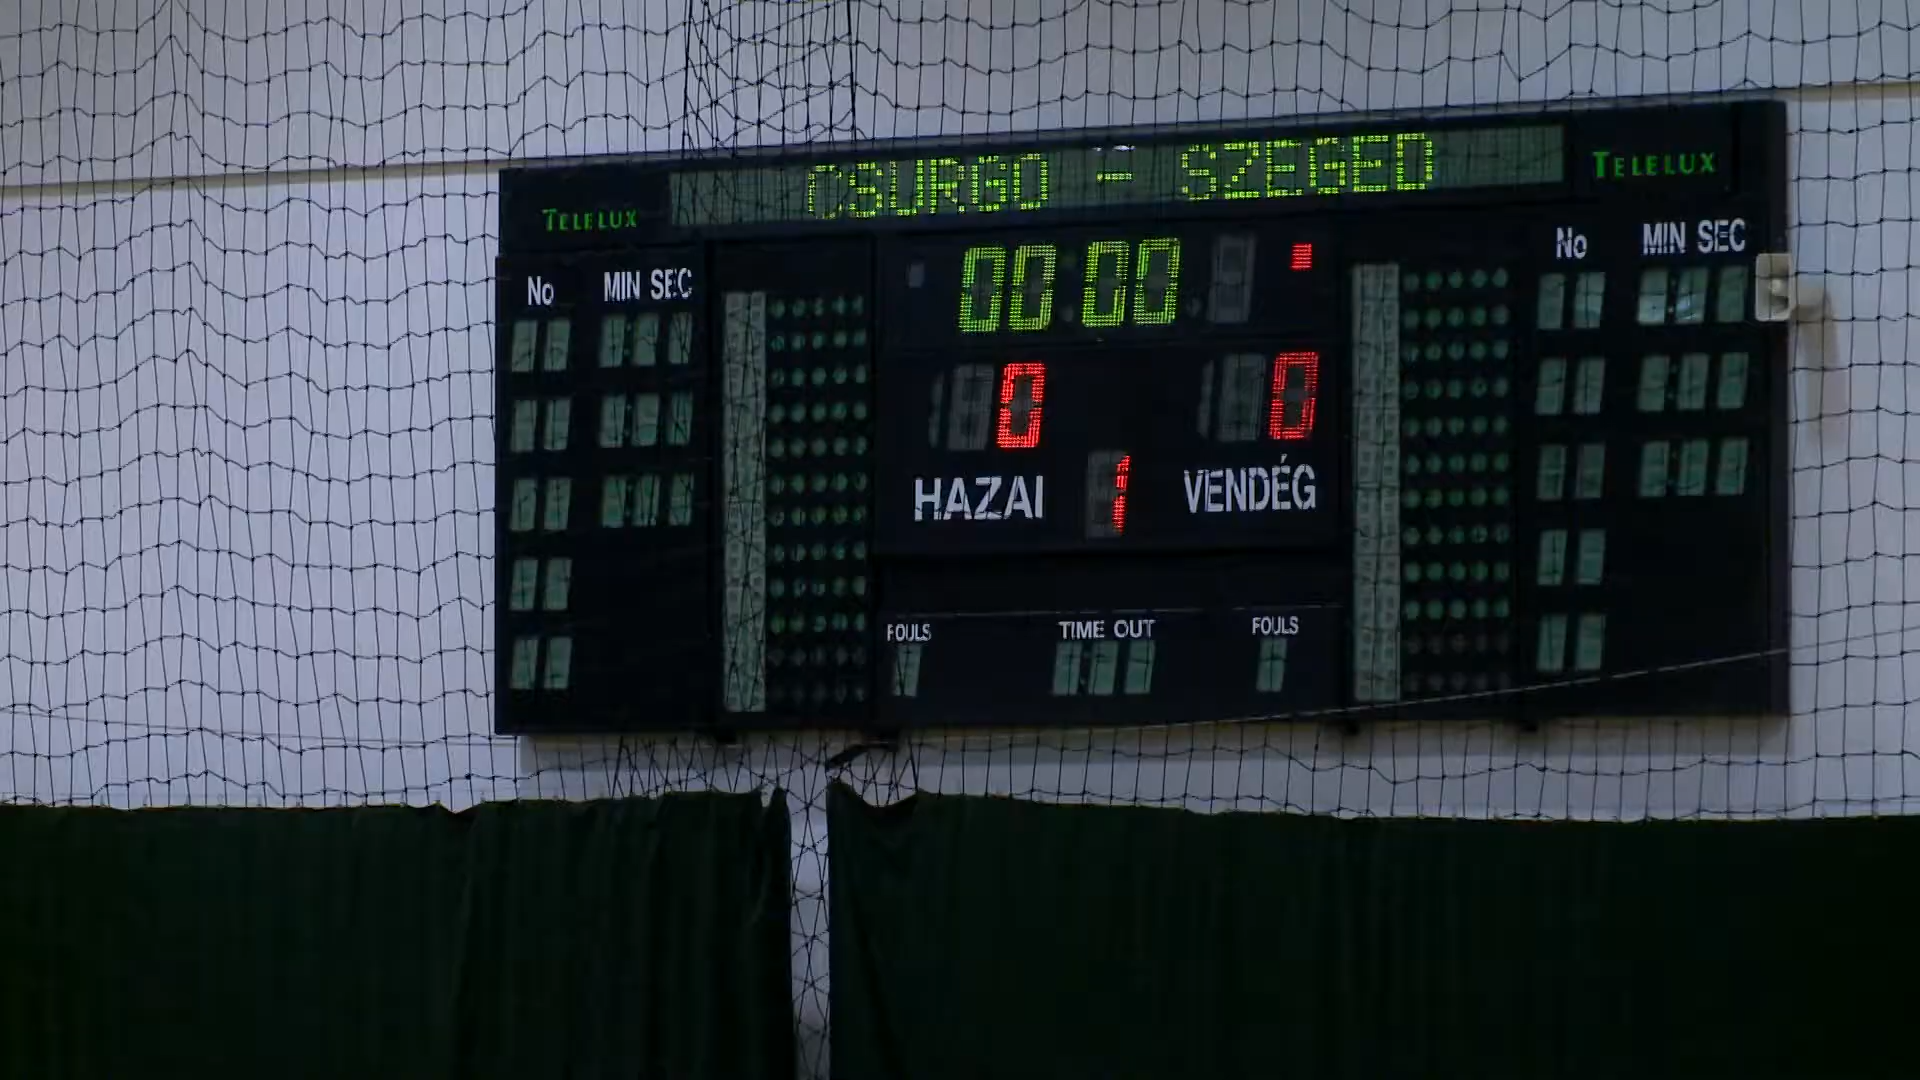 CSURGO - SZEGED
TELELUX
TELELUX
No MIN SEC
00:00
No MIN SEC
0
0
HAZAI 1 VENDÉG
FOULS TIME OUT FOULS